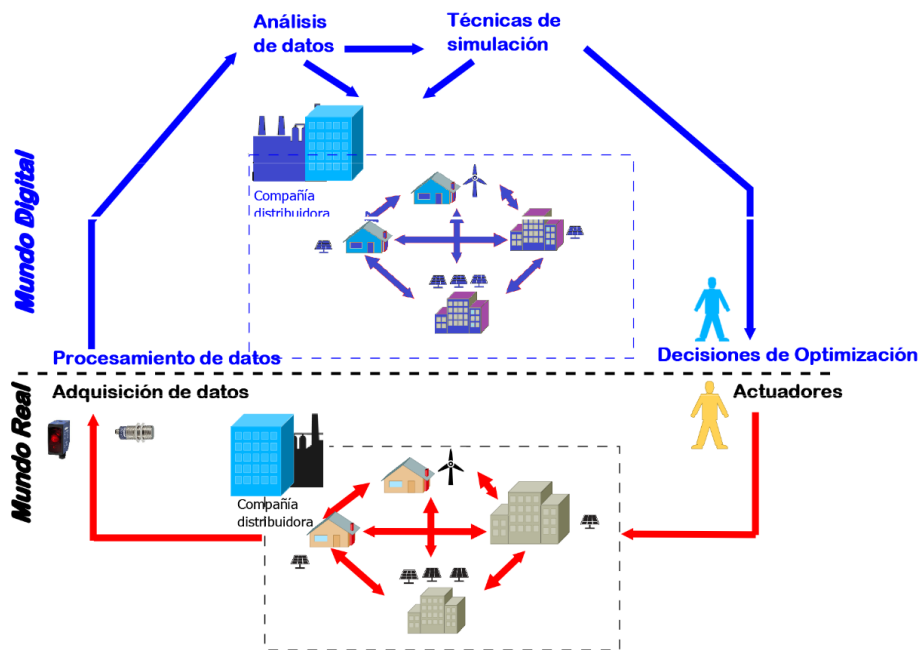 Análisis
de datos
Técnicas de
simulación
Mundo Digital
Compañía
distribuidora
Procesamiento de datos
Decisiones de Optimización
Mundo Real
Adquisición de datos
Actuadores
Compañía
distribuidora